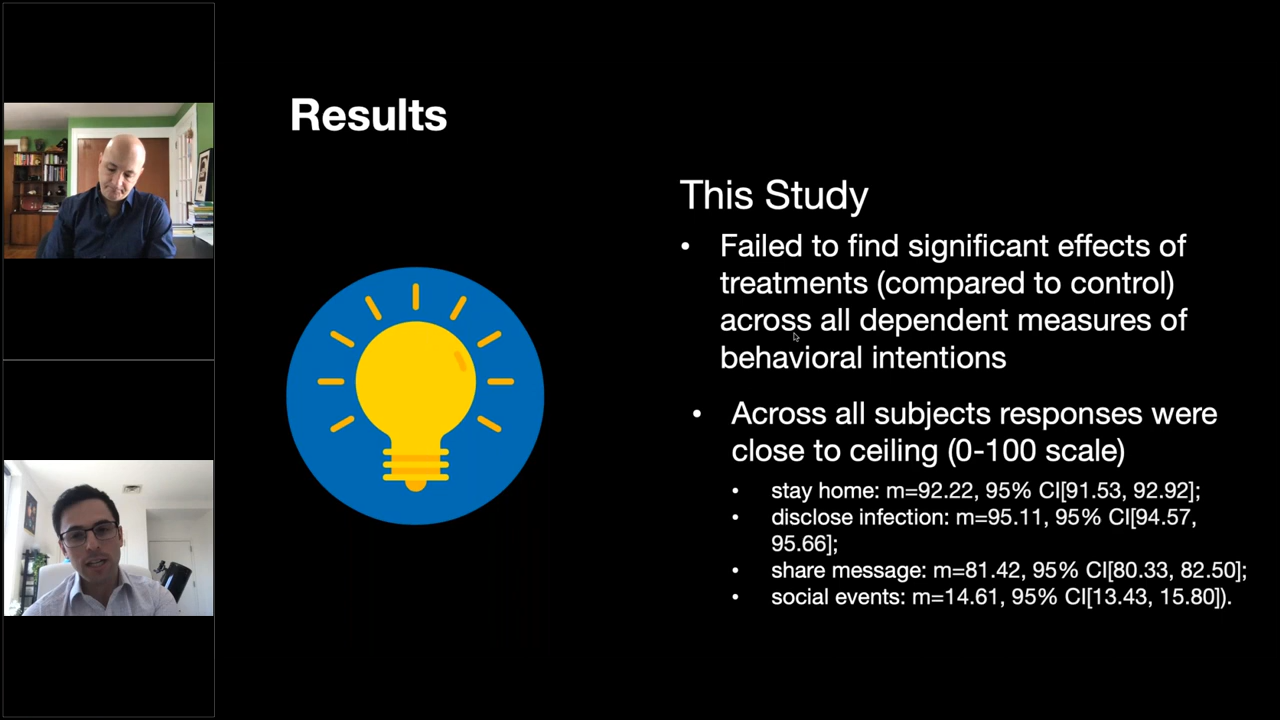 Results
This Study
• Failed to find significant effects of
treatments (compared to control)
across all dependent measures of
behavioral intentions
• Across all subjects responses were
close to ceiling (0-100 scale)
• stay home: m=92.22, 95% CI[91.53, 92.92];
• disclose infection: m=95.11, 95% CI[94.57,
95.66];
• share message: m=81.42, 95% CI[80.33, 82.50];
• social events: m=14.61, 95% CI[13.43, 15.80]).